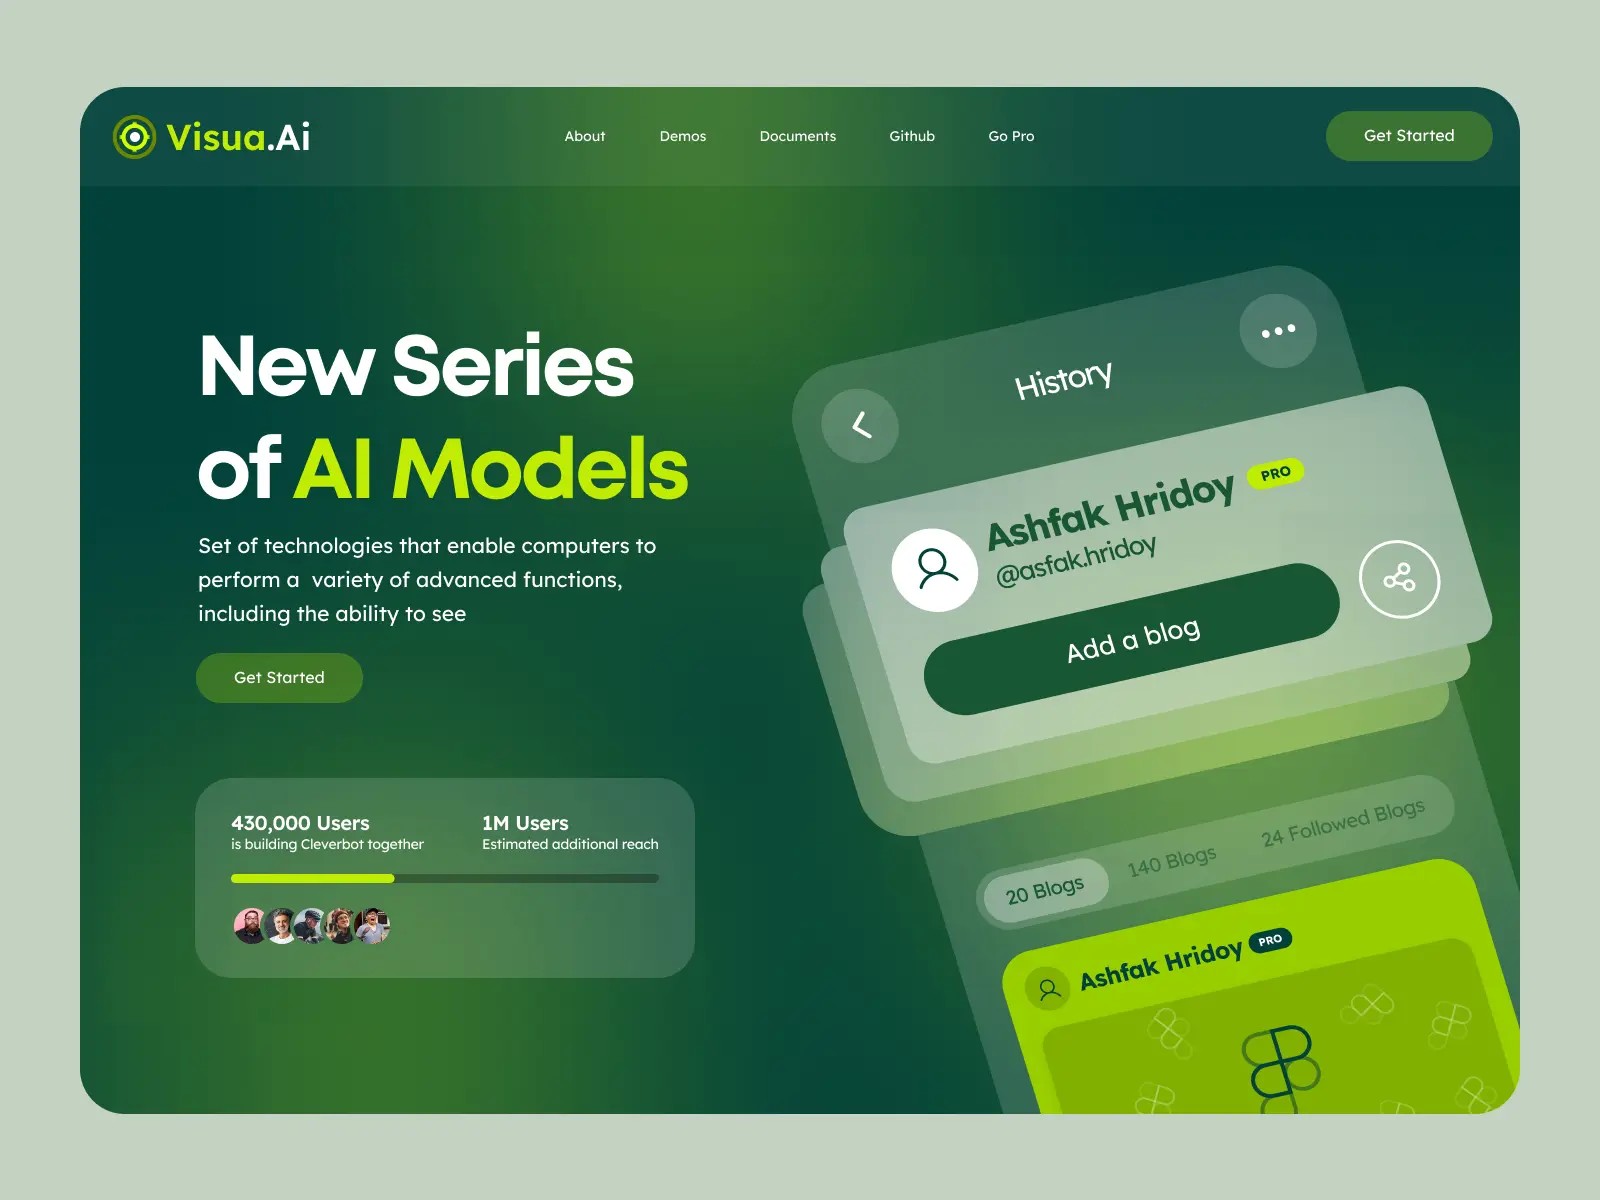 Visua.Ai
About
Demos
Documents
Github
Go Pro
Get Started
New Series
of AI Models
Set of technologies that enable computers to
perform a  variety of advanced functions,
including the ability to see
Get Started
430,000 Users
is building Cleverbot together
1M Users
Estimated additional reach
History
Ashfak Hridoy
PRO
@asfak.hridoy
Add a blog
20 Blogs
140 Blogs
24 Followed Blogs
Ashfak Hridoy
PRO